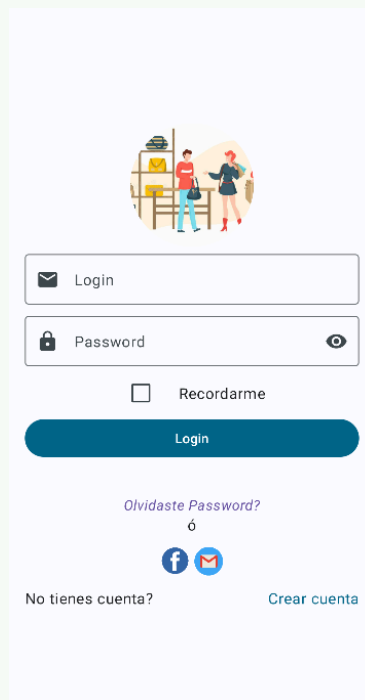 Login
Password
Recordarme
Login
Olvidaste Password?
ó
No tienes cuenta? Crear cuenta